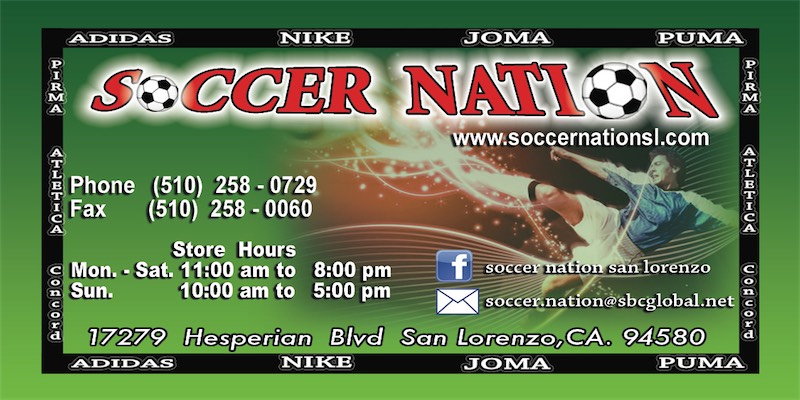 ADIDAS NIKE JOMA PUMA
PIRMA ATLETICA Concord
SOCCER NATION
www.soccernationsl.com
Phone (510) 258 - 0729
Fax (510) 258 - 0060
Store Hours
Mon. - Sat. 11:00 am to 8:00 pm
Sun. 10:00 am to 5:00 pm
f soccer nation san lorenzo
soccer.nation@sbcglobal.net
17279 Hesperian Blvd San Lorenzo,CA. 94580
PIRMA ATLETICA Concord
ADIDAS NIKE JOMA PUMA